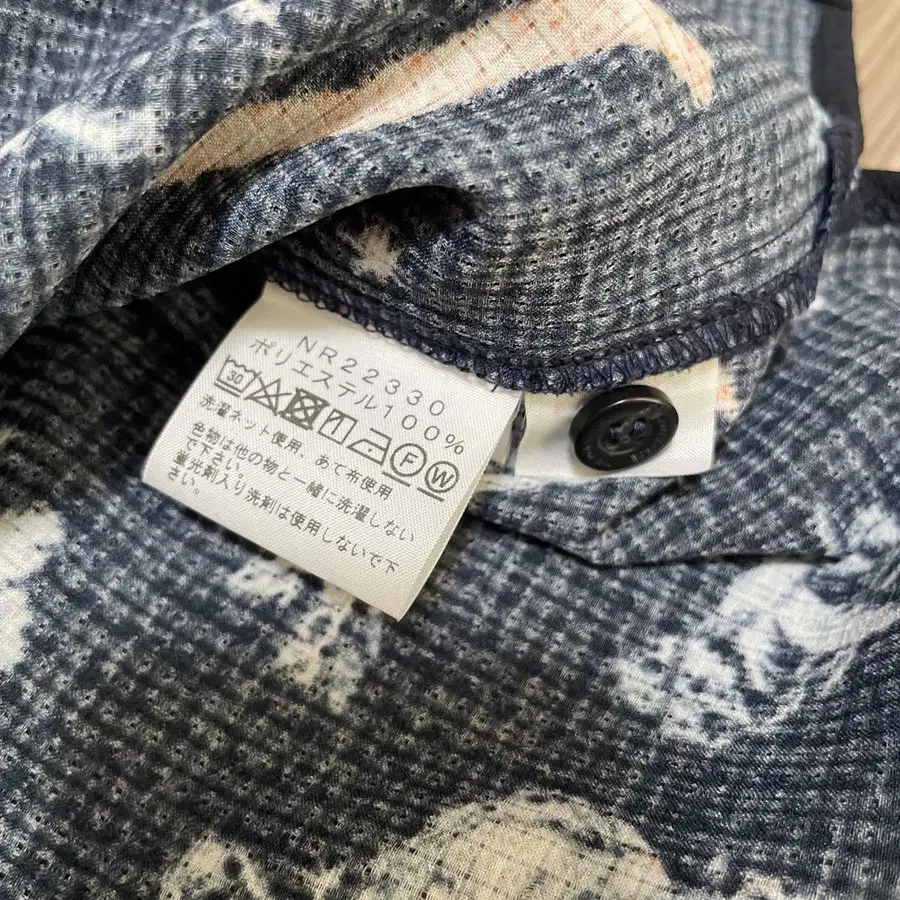 NR22330
ポリエステル100%
30 F W
洗濯ネット使用、あて布使用
色物は他の物と一緒に洗濯しない
で下さい。
蛍光剤入り洗剤は使用しないで下
さい。